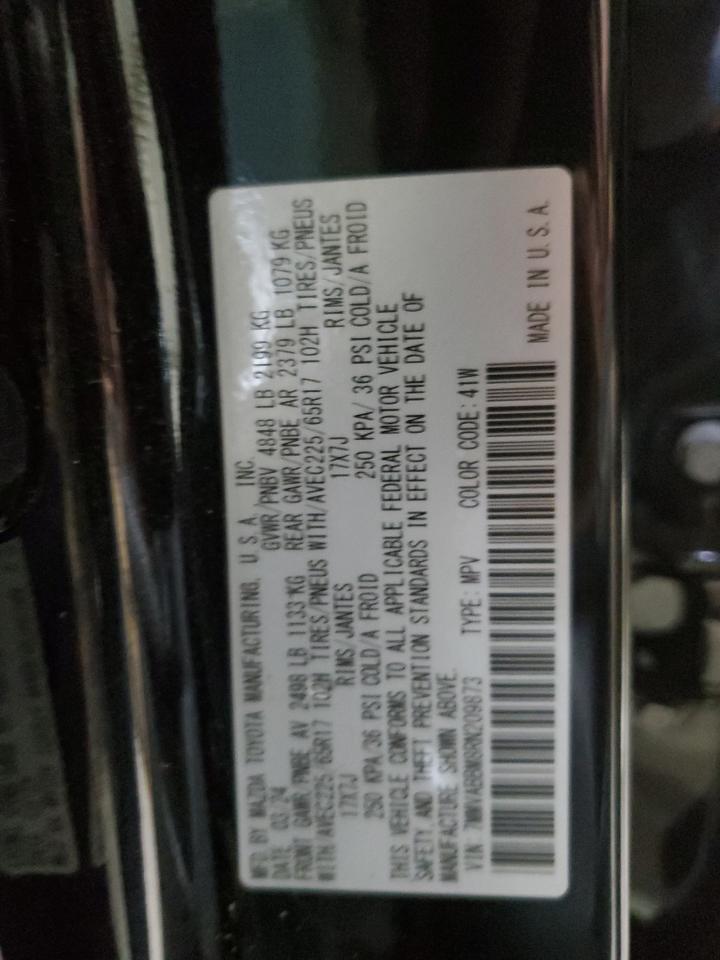 MFD. BY MAZDA TOYOTA MANUFACTURING, U.S.A. INC.
DATE 03 24 GVWR/PNBV 4848 LB 2199 KG
FRONT GAWR/PNBE AV 2498 LB 1133 KG REAR GAWR/PNBE AR 2379 LB 1079 KG
WITH/AVEC225/65R17 102H TIRES/PNEUS WITH/AVEC225/65R17 102H TIRES/PNEUS
17X7J RIMS/JANTES 17X7J RIMS/JANTES
250 KPA/36 PSI COLD/A FROID 250 KPA/ 36 PSI COLD/A FROID
THIS VEHICLE CONFORMS TO ALL APPLICABLE FEDERAL MOTOR VEHICLE
SAFETY AND THEFT PREVENTION STANDARDS IN EFFECT ON THE DATE OF
MANUFACTURE SHOWN ABOVE.
VIN 7MMVABBM8RN209873 TYPE: MPV COLOR CODE: 41W
MADE IN U.S.A.